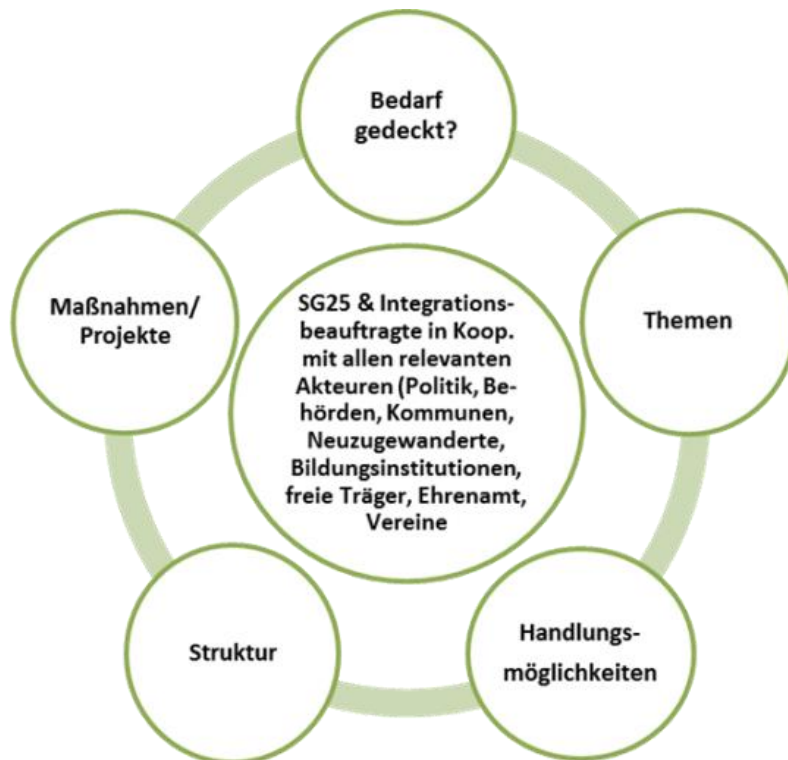 Bedarf
gedeckt?
Maßnahmen/
Projekte
SG25 & Integrations-
beauftragte in Koop.
mit allen relevanten
Akteuren (Politik, Be-
hörden, Kommunen,
Neuzugewanderte,
Bildungsinstitutionen,
freie Träger, Ehrenamt,
Vereine
Themen
Struktur
Handlungs-
möglichkeiten